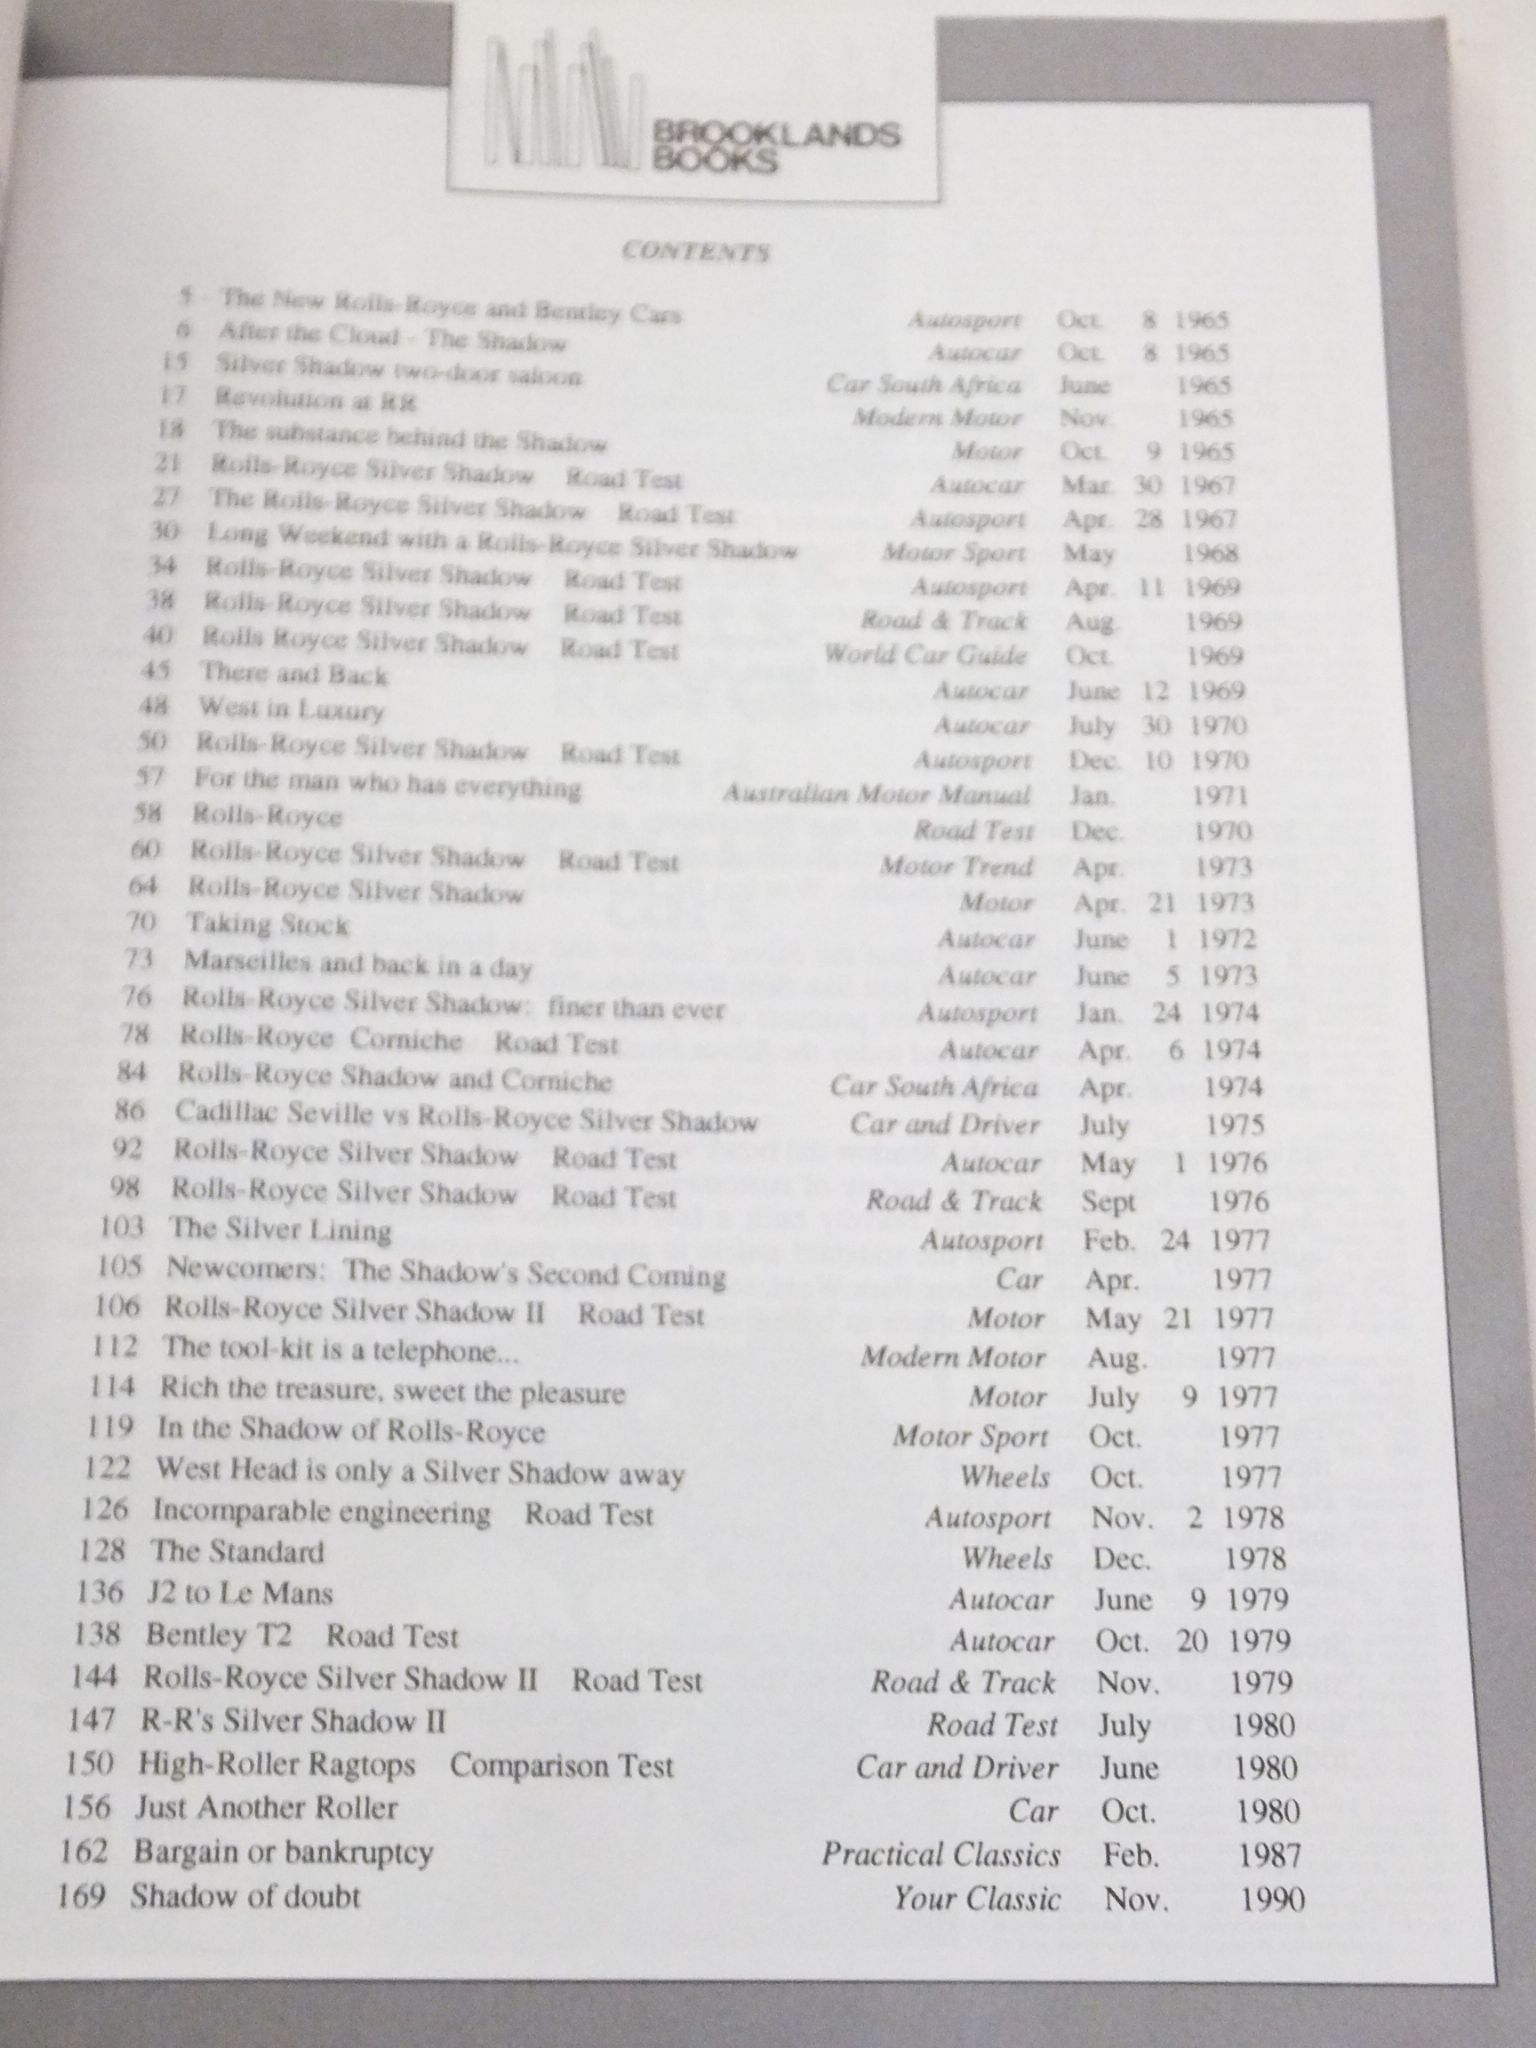 BROOKLANDS
BOOKS
CONTENTS
5 The New Rolls-Royce and Bentley Cars Autosport Oct. 8 1965
6 After the Cloud - The Shadow Autocar Oct. 8 1965
15 Silver Shadow two-door saloon Car South Africa June 1965
17 Revolution at RR Modern Motor Nov. 1965
18 The substance behind the Shadow Motor Oct. 9 1965
21 Rolls-Royce Silver Shadow Road Test Autocar Mar. 30 1967
27 The Rolls-Royce Silver Shadow Road Test Autosport Apr. 28 1967
30 Long Weekend with a Rolls-Royce Silver Shadow Motor Sport May 1968
34 Rolls-Royce Silver Shadow Road Test Autosport Apr. 11 1969
38 Rolls-Royce Silver Shadow Road Test Road & Track Aug. 1969
40 Rolls Royce Silver Shadow Road Test World Car Guide Oct. 1969
45 There and Back Autocar June 12 1969
48 West in Luxury Autocar July 30 1970
50 Rolls-Royce Silver Shadow Road Test Autosport Dec. 10 1970
57 For the man who has everything Australian Motor Manual Jan. 1971
58 Rolls-Royce Road Test Dec. 1970
60 Rolls-Royce Silver Shadow Road Test Motor Trend Apr. 1973
64 Rolls-Royce Silver Shadow Motor Apr. 21 1973
70 Taking Stock Autocar June 1 1972
73 Marseilles and back in a day Autocar June 5 1973
76 Rolls-Royce Silver Shadow: finer than ever Autosport Jan. 24 1974
78 Rolls-Royce Corniche Road Test Autocar Apr. 6 1974
84 Rolls-Royce Shadow and Corniche Car South Africa Apr. 1974
86 Cadillac Seville vs Rolls-Royce Silver Shadow Car and Driver July 1975
92 Rolls-Royce Silver Shadow Road Test Autocar May 1 1976
98 Rolls-Royce Silver Shadow Road Test Road & Track Sept 1976
103 The Silver Lining Autosport Feb. 24 1977
105 Newcomers: The Shadow's Second Coming Car Apr. 1977
106 Rolls-Royce Silver Shadow II Road Test Motor May 21 1977
112 The tool-kit is a telephone... Modern Motor Aug. 1977
114 Rich the treasure, sweet the pleasure Motor July 9 1977
119 In the Shadow of Rolls-Royce Motor Sport Oct. 1977
122 West Head is only a Silver Shadow away Wheels Oct. 1977
126 Incomparable engineering Road Test Autosport Nov. 2 1978
128 The Standard Wheels Dec. 1978
136 J2 to Le Mans Autocar June 9 1979
138 Bentley T2 Road Test Autocar Oct. 20 1979
144 Rolls-Royce Silver Shadow II Road Test Road & Track Nov. 1979
147 R-R's Silver Shadow II Road Test July 1980
150 High-Roller Ragtops Comparison Test Car and Driver June 1980
156 Just Another Roller Car Oct. 1980
162 Bargain or bankruptcy Practical Classics Feb. 1987
169 Shadow of doubt Your Classic Nov. 1990